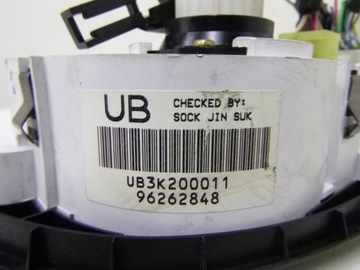 UB
CHECKED BY:
SOCK JIN SUK
UB3K200011
96262848